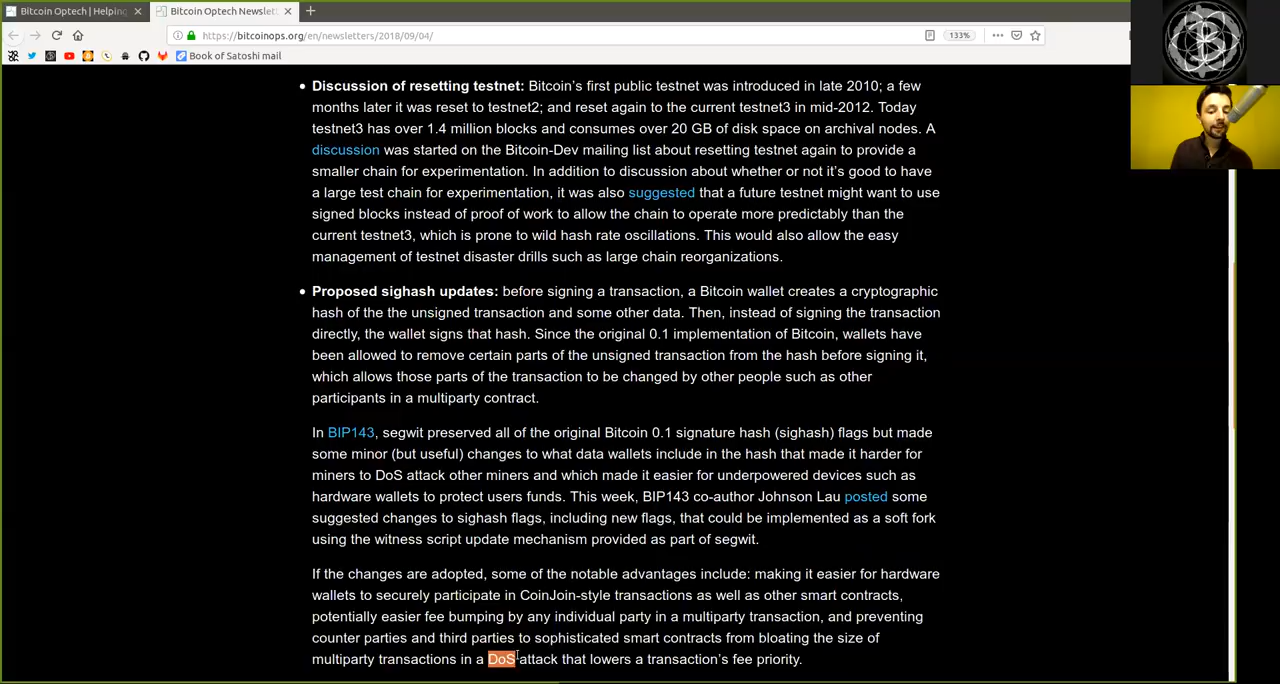 Bitcoin Optech | Helping
Bitcoin Optech Newslett
https://bitcoinops.org/en/newsletters/2018/09/04/
133%
Book of Satoshi mail
Discussion of resetting testnet: Bitcoin's first public testnet was introduced in late 2010; a few
months later it was reset to testnet2; and reset again to the current testnet3 in mid-2012. Today
testnet3 has over 1.4 million blocks and consumes over 20 GB of disk space on archival nodes. A
discussion was started on the Bitcoin-Dev mailing list about resetting testnet again to provide a
smaller chain for experimentation. In addition to discussion about whether or not it's good to have
a large test chain for experimentation, it was also suggested that a future testnet might want to use
signed blocks instead of proof of work to allow the chain to operate more predictably than the
current testnet3, which is prone to wild hash rate oscillations. This would also allow the easy
management of testnet disaster drills such as large chain reorganizations.
Proposed sighash updates: before signing a transaction, a Bitcoin wallet creates a cryptographic
hash of the the unsigned transaction and some other data. Then, instead of signing the transaction
directly, the wallet signs that hash. Since the original 0.1 implementation of Bitcoin, wallets have
been allowed to remove certain parts of the unsigned transaction from the hash before signing it,
which allows those parts of the transaction to be changed by other people such as other
participants in a multiparty contract.
In BIP143, segwit preserved all of the original Bitcoin 0.1 signature hash (sighash) flags but made
some minor (but useful) changes to what data wallets include in the hash that made it harder for
miners to DoS attack other miners and which made it easier for underpowered devices such as
hardware wallets to protect users funds. This week, BIP143 co-author Johnson Lau posted some
suggested changes to sighash flags, including new flags, that could be implemented as a soft fork
using the witness script update mechanism provided as part of segwit.
If the changes are adopted, some of the notable advantages include: making it easier for hardware
wallets to securely participate in CoinJoin-style transactions as well as other smart contracts,
potentially easier fee bumping by any individual party in a multiparty transaction, and preventing
counter parties and third parties to sophisticated smart contracts from bloating the size of
multiparty transactions in a DoS attack that lowers a transaction's fee priority.